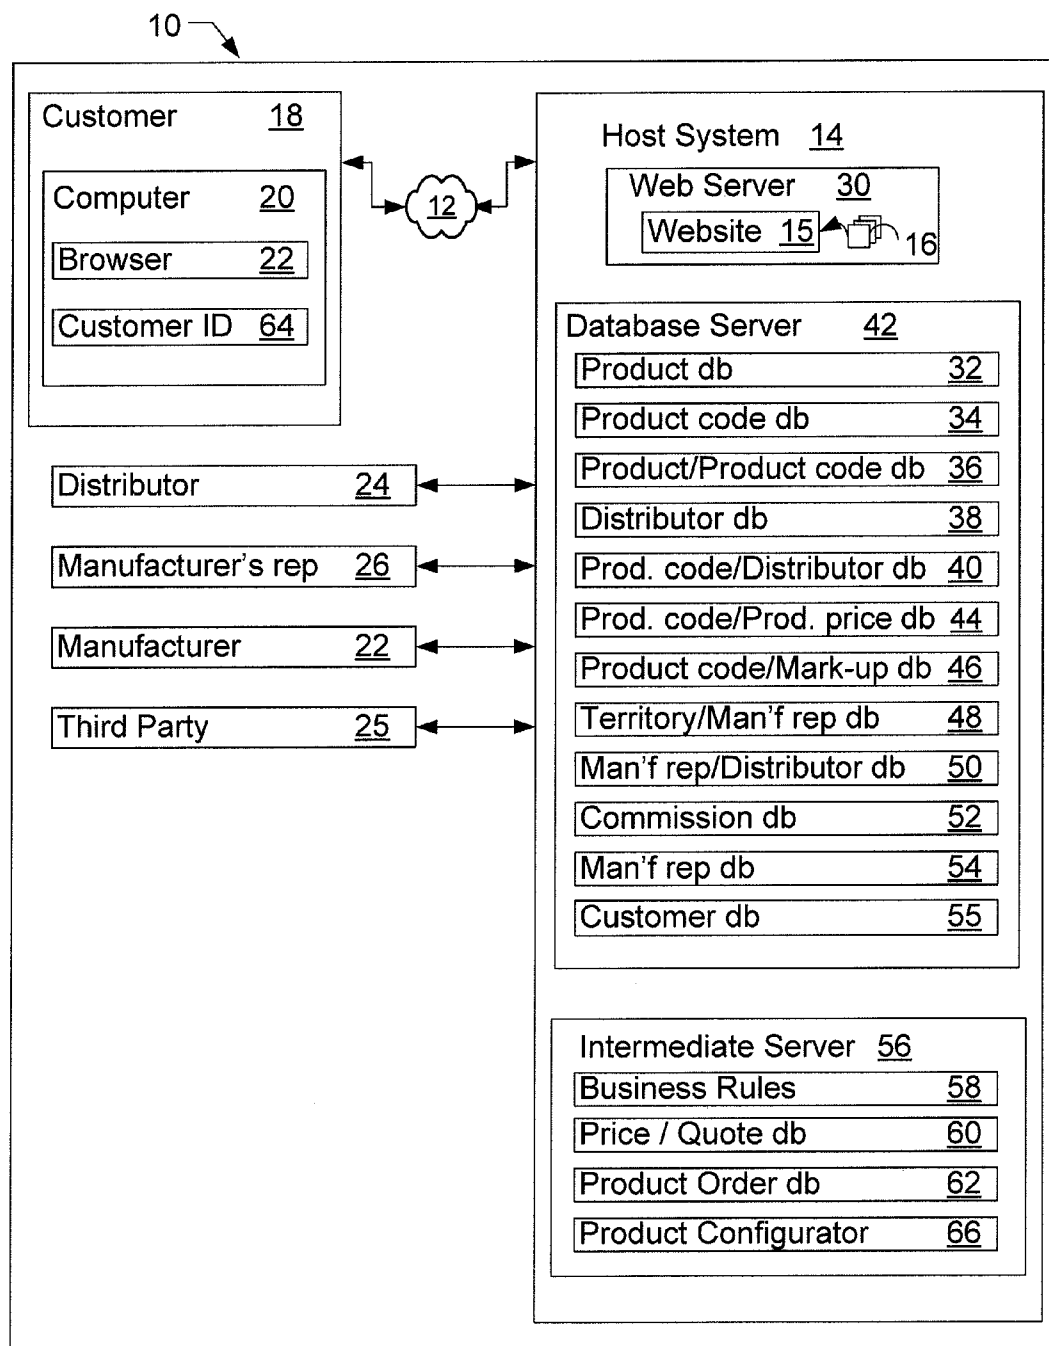 10
Customer 18
Computer 20
Browser 22
Customer ID 64
12
Host System 14
Web Server 30
Website 15
16
Database Server 42
Product db 32
Product code db 34
Product/Product code db 36
Distributor db 38
Prod. code/Distributor db 40
Prod. code/Prod. price db 44
Product code/Mark-up db 46
Territory/Man'f rep db 48
Man'f rep/Distributor db 50
Commission db 52
Man'f rep db 54
Customer db 55
Distributor 24
Manufacturer's rep 26
Manufacturer 22
Third Party 25
Intermediate Server 56
Business Rules 58
Price / Quote db 60
Product Order db 62
Product Configurator 66